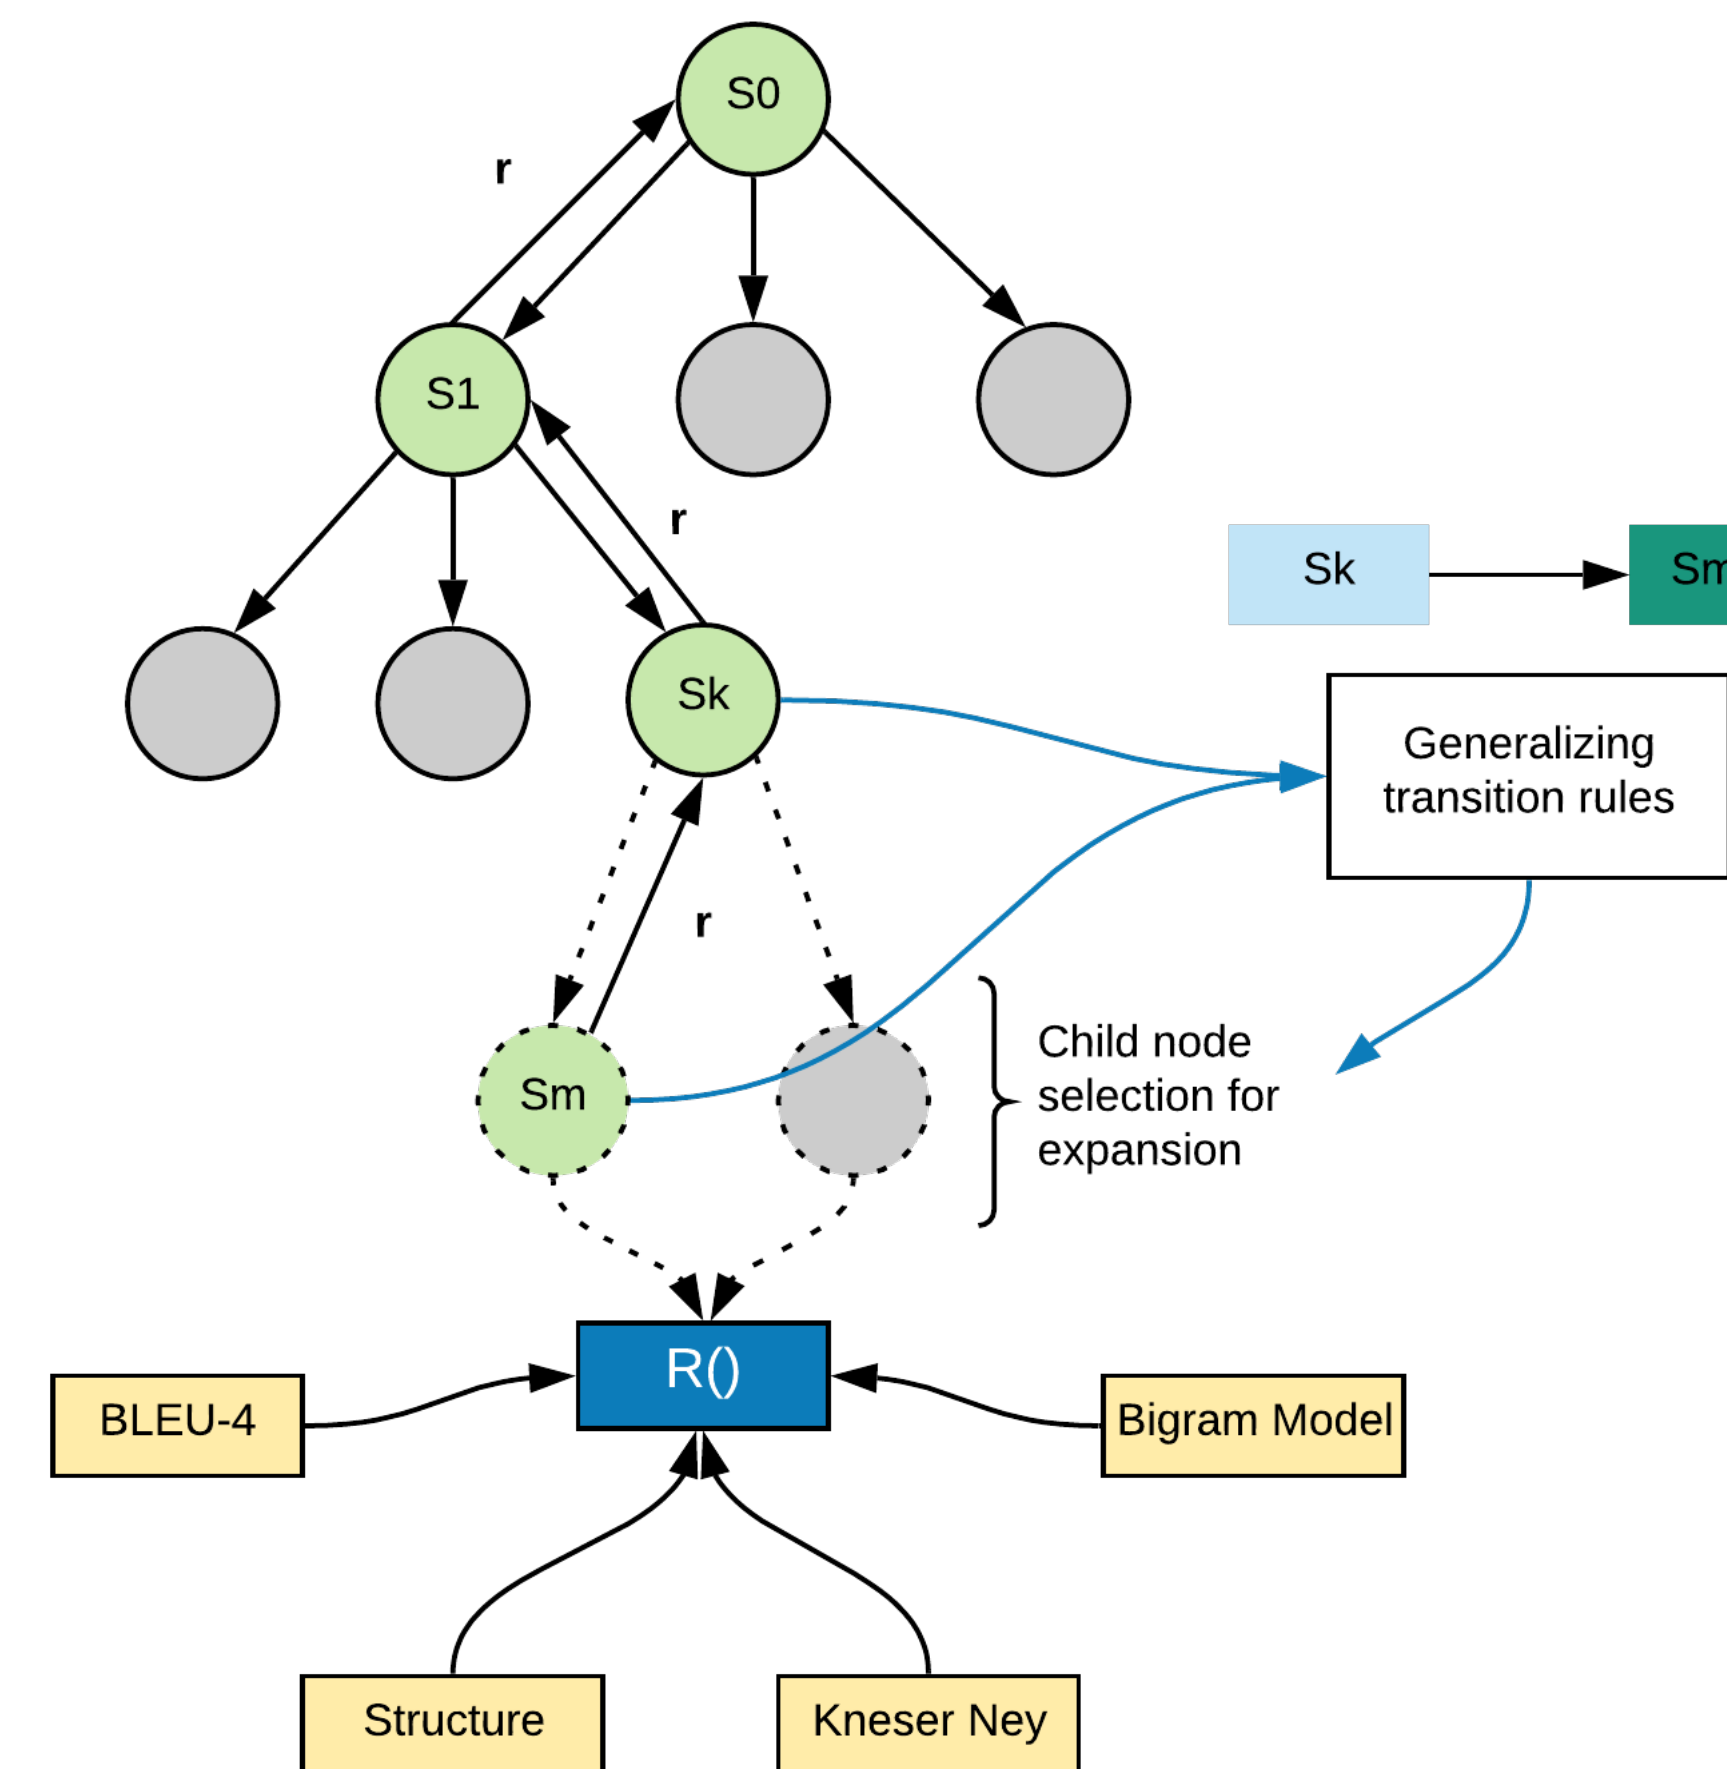 S0
r
S1
r
Sk
Sm
Sk
Generalizing
transition rules
r
Child node
selection for
expansion
Sm
R()
BLEU-4
Bigram Model
Structure
Kneser Ney